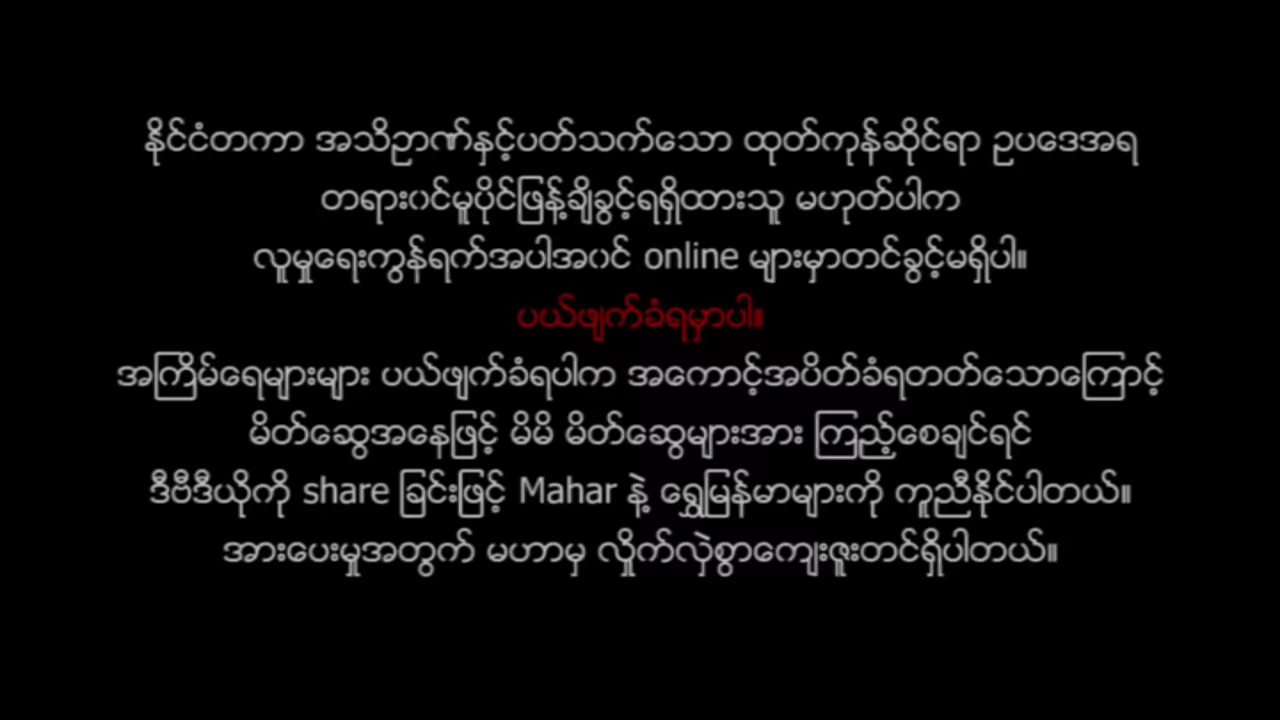 နိုင်ငံတကာ အသိဉာဏ်နှင့်ပတ်သက်သော ထုတ်ကုန်ဆိုင်ရာ ဥပဒေအရ
တရား၀င်မူပိုင်ဖြန့်ချိခွင့်ရရှိထားသူ မဟုတ်ပါက
လူမှုရေးကွန်ရက်အပါအ၀င် online များမှာတင်ခွင့်မရှိပါ။
ပယ်ဖျက်ခံရမှာပါ။
အကြိမ်ရေများများ ပယ်ဖျက်ခံရပါက အကောင့်အပိတ်ခံရတတ်သောကြောင့်
မိတ်ဆွေအနေဖြင့် မိမိ မိတ်ဆွေများအား ကြည့်စေချင်ရင်
ဒီဗီဒီယိုကို share ခြင်းဖြင့် Mahar နဲ့ ရွှေမြန်မာများကို ကူညီနိုင်ပါတယ်။
အားပေးမှုအတွက် မဟာမှ လှိုက်လှဲစွာကျေးဇူးတင်ရှိပါတယ်။